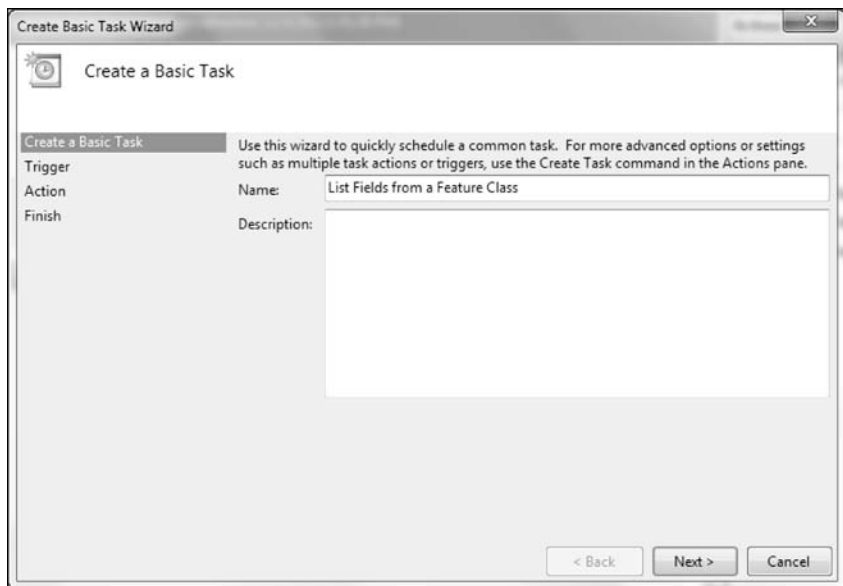 Create Basic Task Wizard
Create a Basic Task
Create a Basic Task
Trigger
Action
Finish
Use this wizard to quickly schedule a common task. For more advanced options or settings
such as multiple task actions or triggers, use the Create Task command in the Actions pane.
Name:
List Fields from a Feature Class
Description:
< Back
Next >
Cancel